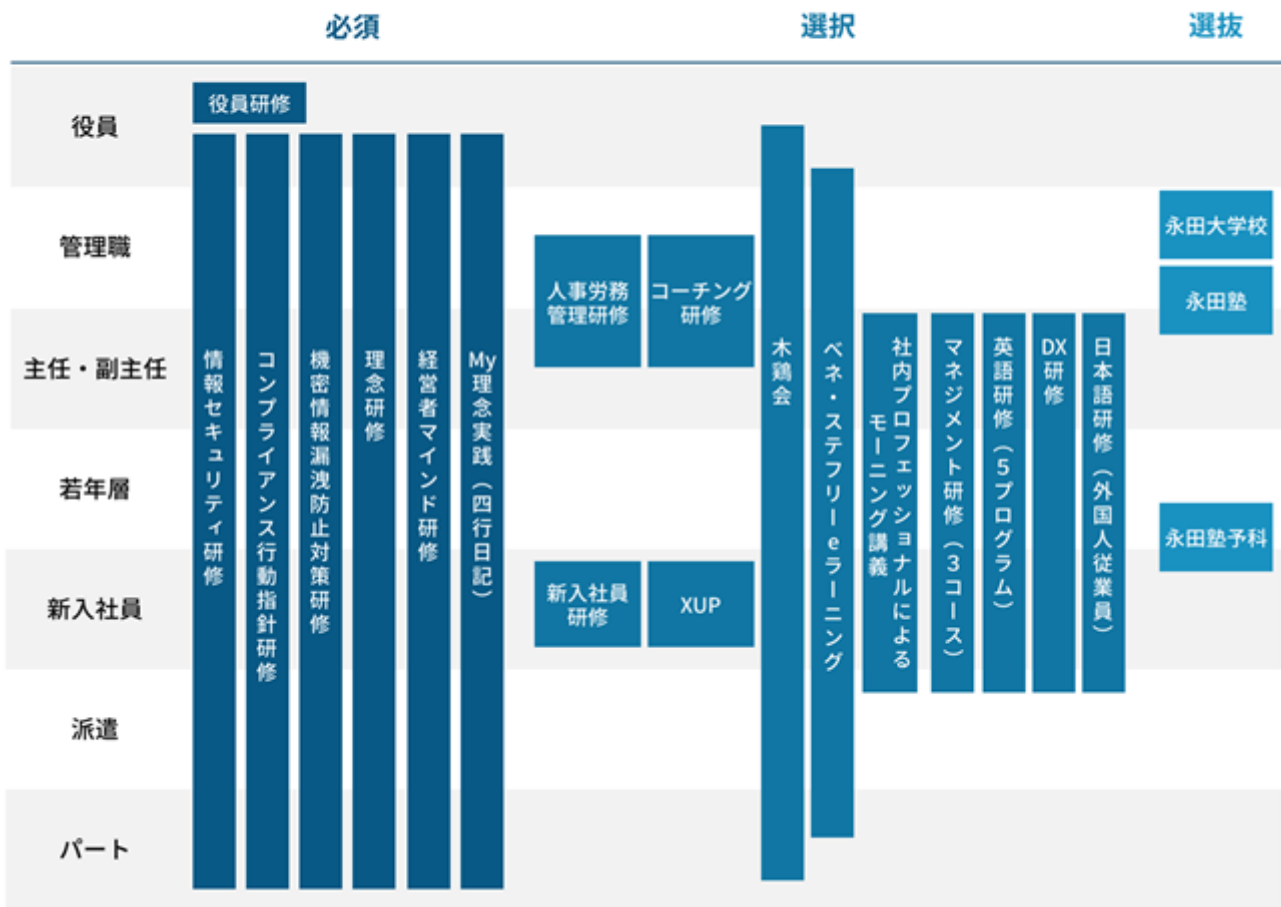 必須
選択
選抜
役員
管理職
主任・副主任
若年層
新入社員
派遣
パート
役員研修
情報セキュリティ研修
コンプライアンス行動指針研修
機密情報漏洩防止対策研修
理念研修
経営者マインド研修
My理念実践（四行日記）
人事労務
管理研修
コーチング
研修
新入社員
研修
XUP
木鶏会
ベネ・ステフリーeラーニング
社内プロフェッショナルによる
モーニング講義
マネジメント研修（3コース）
英語研修（5プログラム）
DX
研修
日本語研修（外国人従業員）
永田大学校
永田塾
永田塾予科